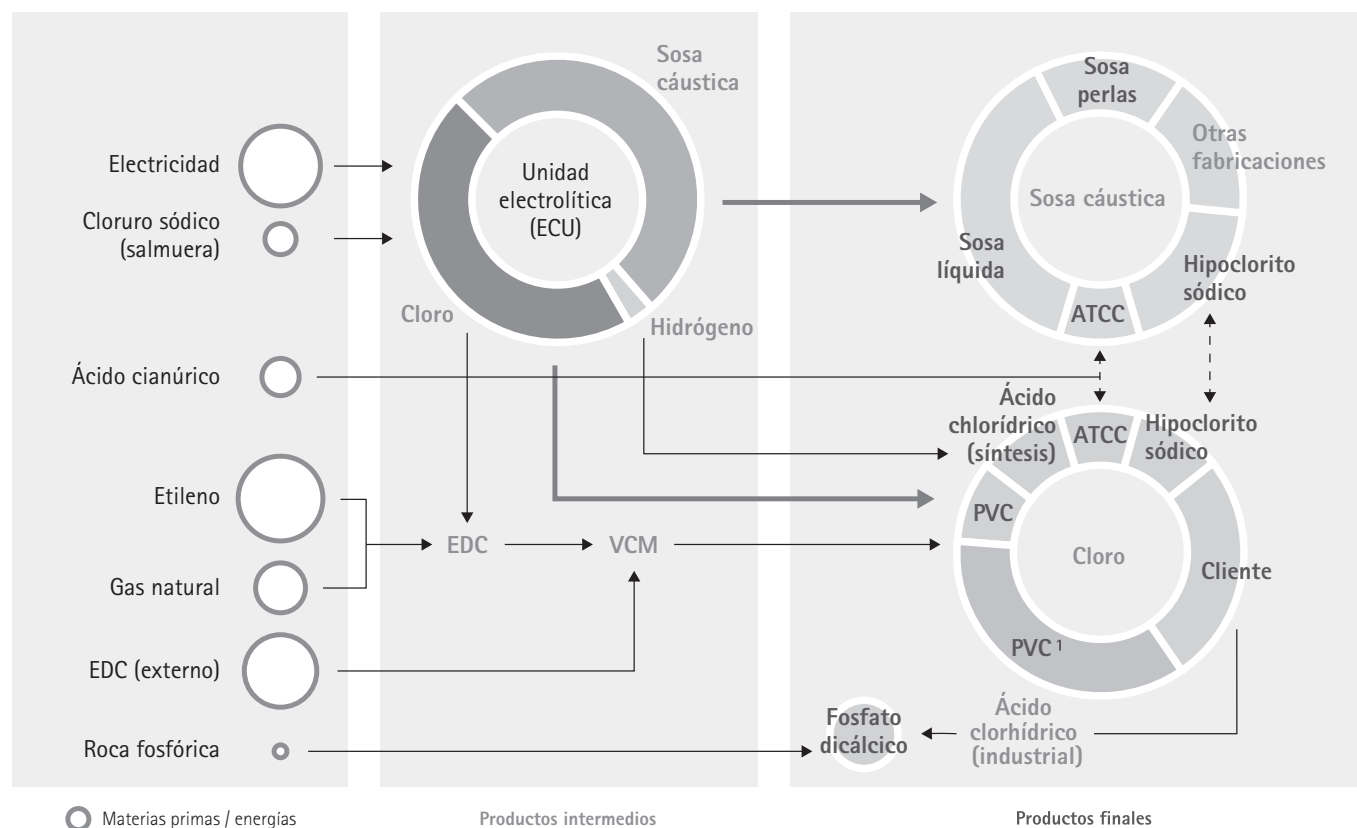 Electricidad
Cloruro sódico
(salmuera)
Ácido cianúrico
Etileno
Gas natural
EDC (externo)
Roca fosfórica
Sosa
cáustica
Unidad
electrolítica
(ECU)
Cloro
Hidrógeno
EDC
VCM
Sosa
perlas
Otras
fabricaciones
Sosa cáustica
Sosa
líquida
Hipoclorito
sódico
ATCC
Ácido
chlorídrico
(síntesis)
ATCC
Hipoclorito
sódico
PVC
Cloro
Cliente
PVC 1
Fosfato
dicálcico
Ácido
clorhídrico
(industrial)
Materias primas / energías
Productos intermedios
Productos finales